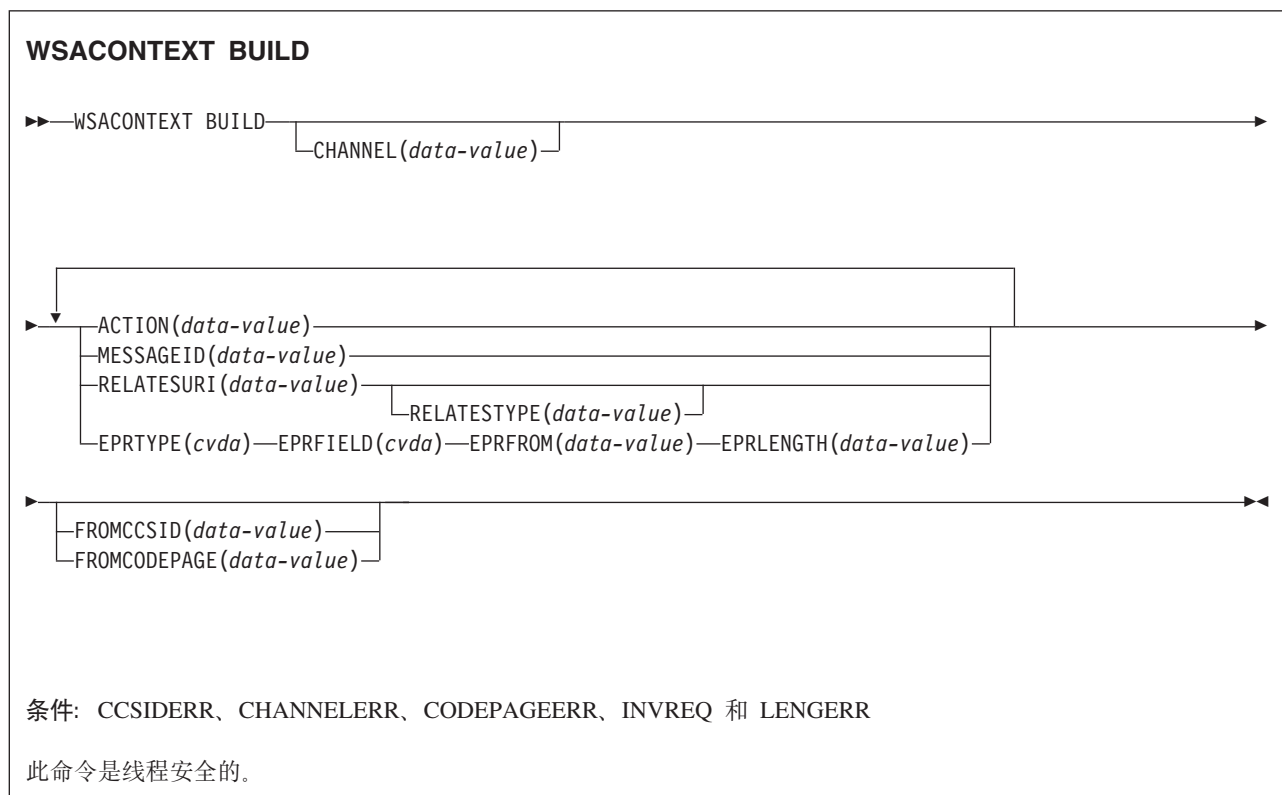 WSACONTEXT BUILD
WSACONTEXT BUILD
CHANNEL(data-value)
ACTION(data-value)
MESSAGEID(data-value)
RELATESURI(data-value)
RELATESTYPE(data-value)
EPRTYPE(cvda) EPRFIELD(cvda) EPRFROM(data-value) EPRLENGTH(data-value)
FROMCCSID(data-value)
FROMCODEPAGE(data-value)
条件: CCSIDERR、CHANNELERR、CODEPAGEERR、INVREQ 和 LENGERR
此命令是线程安全的。